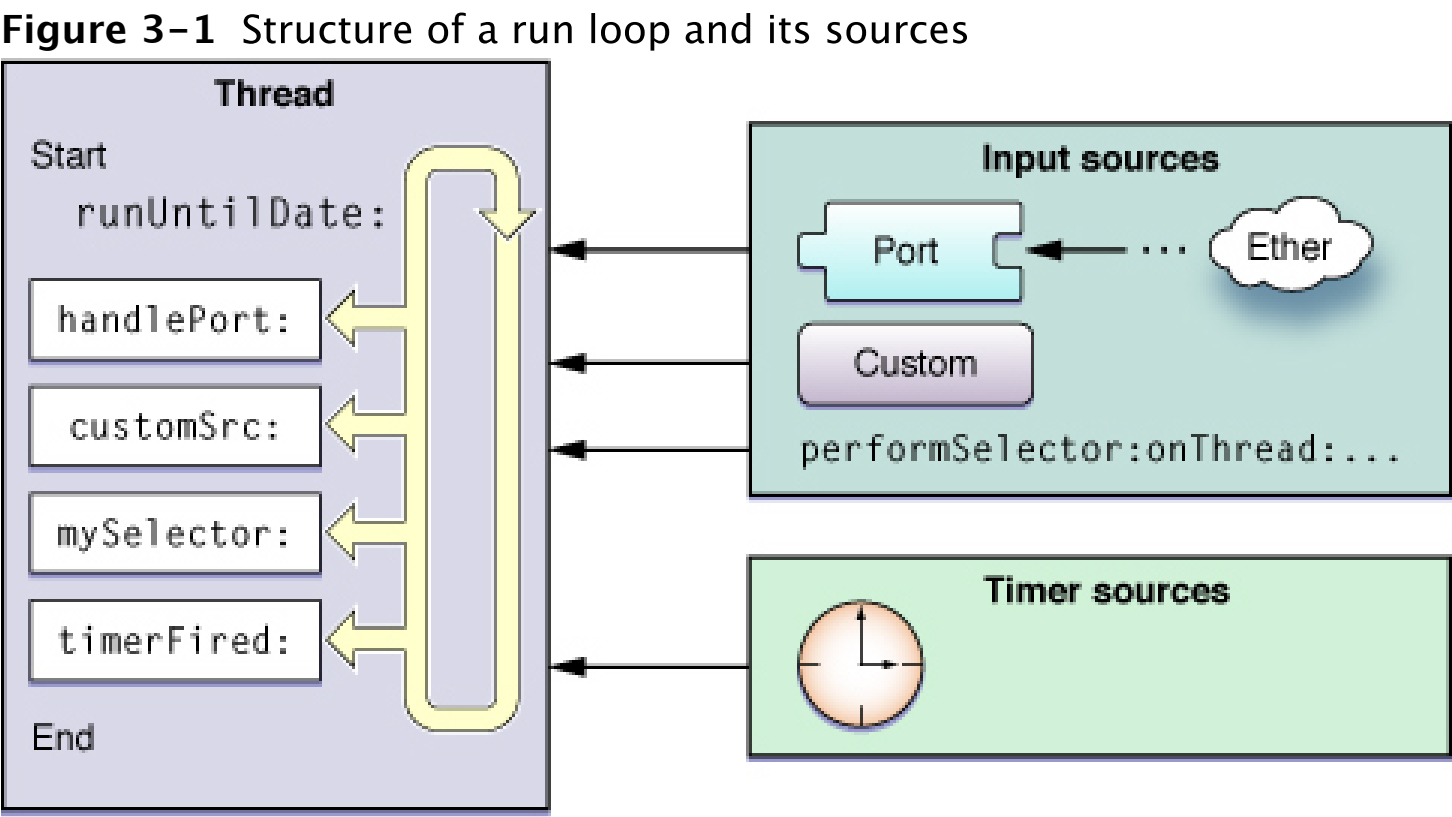 Figure 3-1 Structure of a run loop and its sources
Thread
Start
runUntilDate:
handlePort:
customSrc:
mySelector:
timerFired:
End
Input sources
Port
... Ether
Custom
performSelector:onThread:...
Timer sources